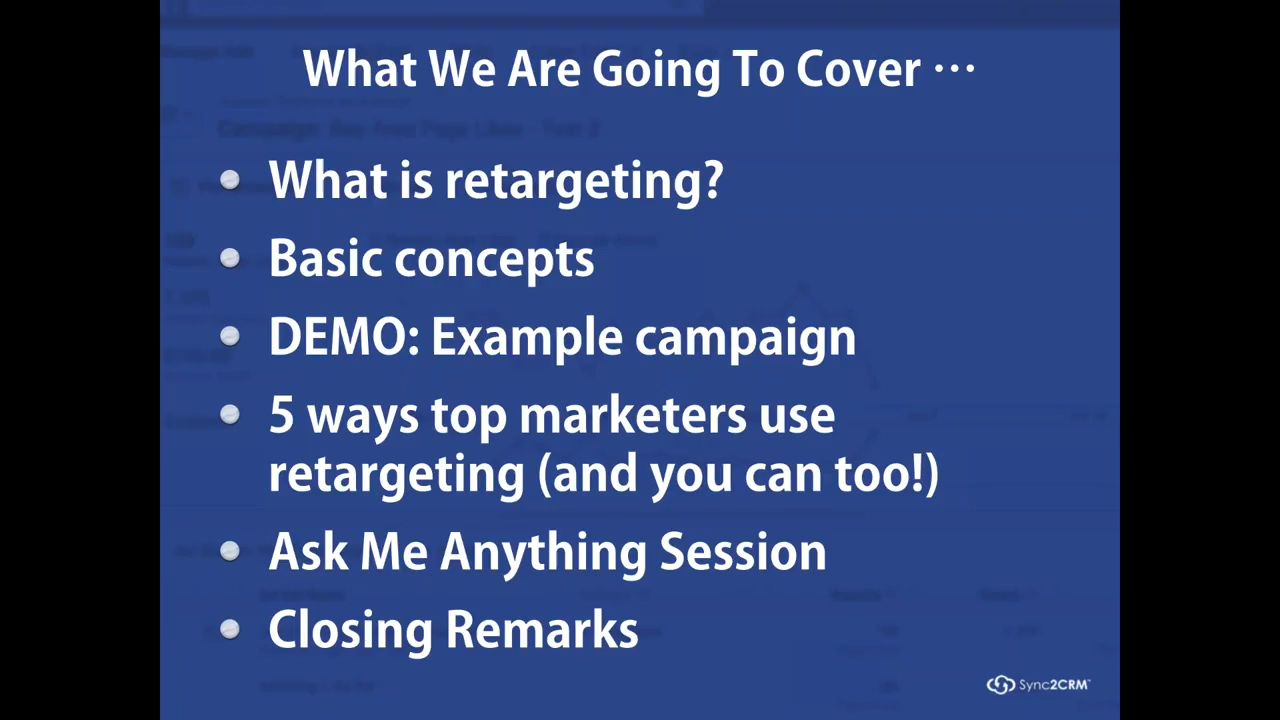 What We Are Going To Cover …
What is retargeting?
Basic concepts
DEMO: Example campaign
5 ways top marketers use
retargeting (and you can too!)
Ask Me Anything Session
Closing Remarks
Sync2CRM